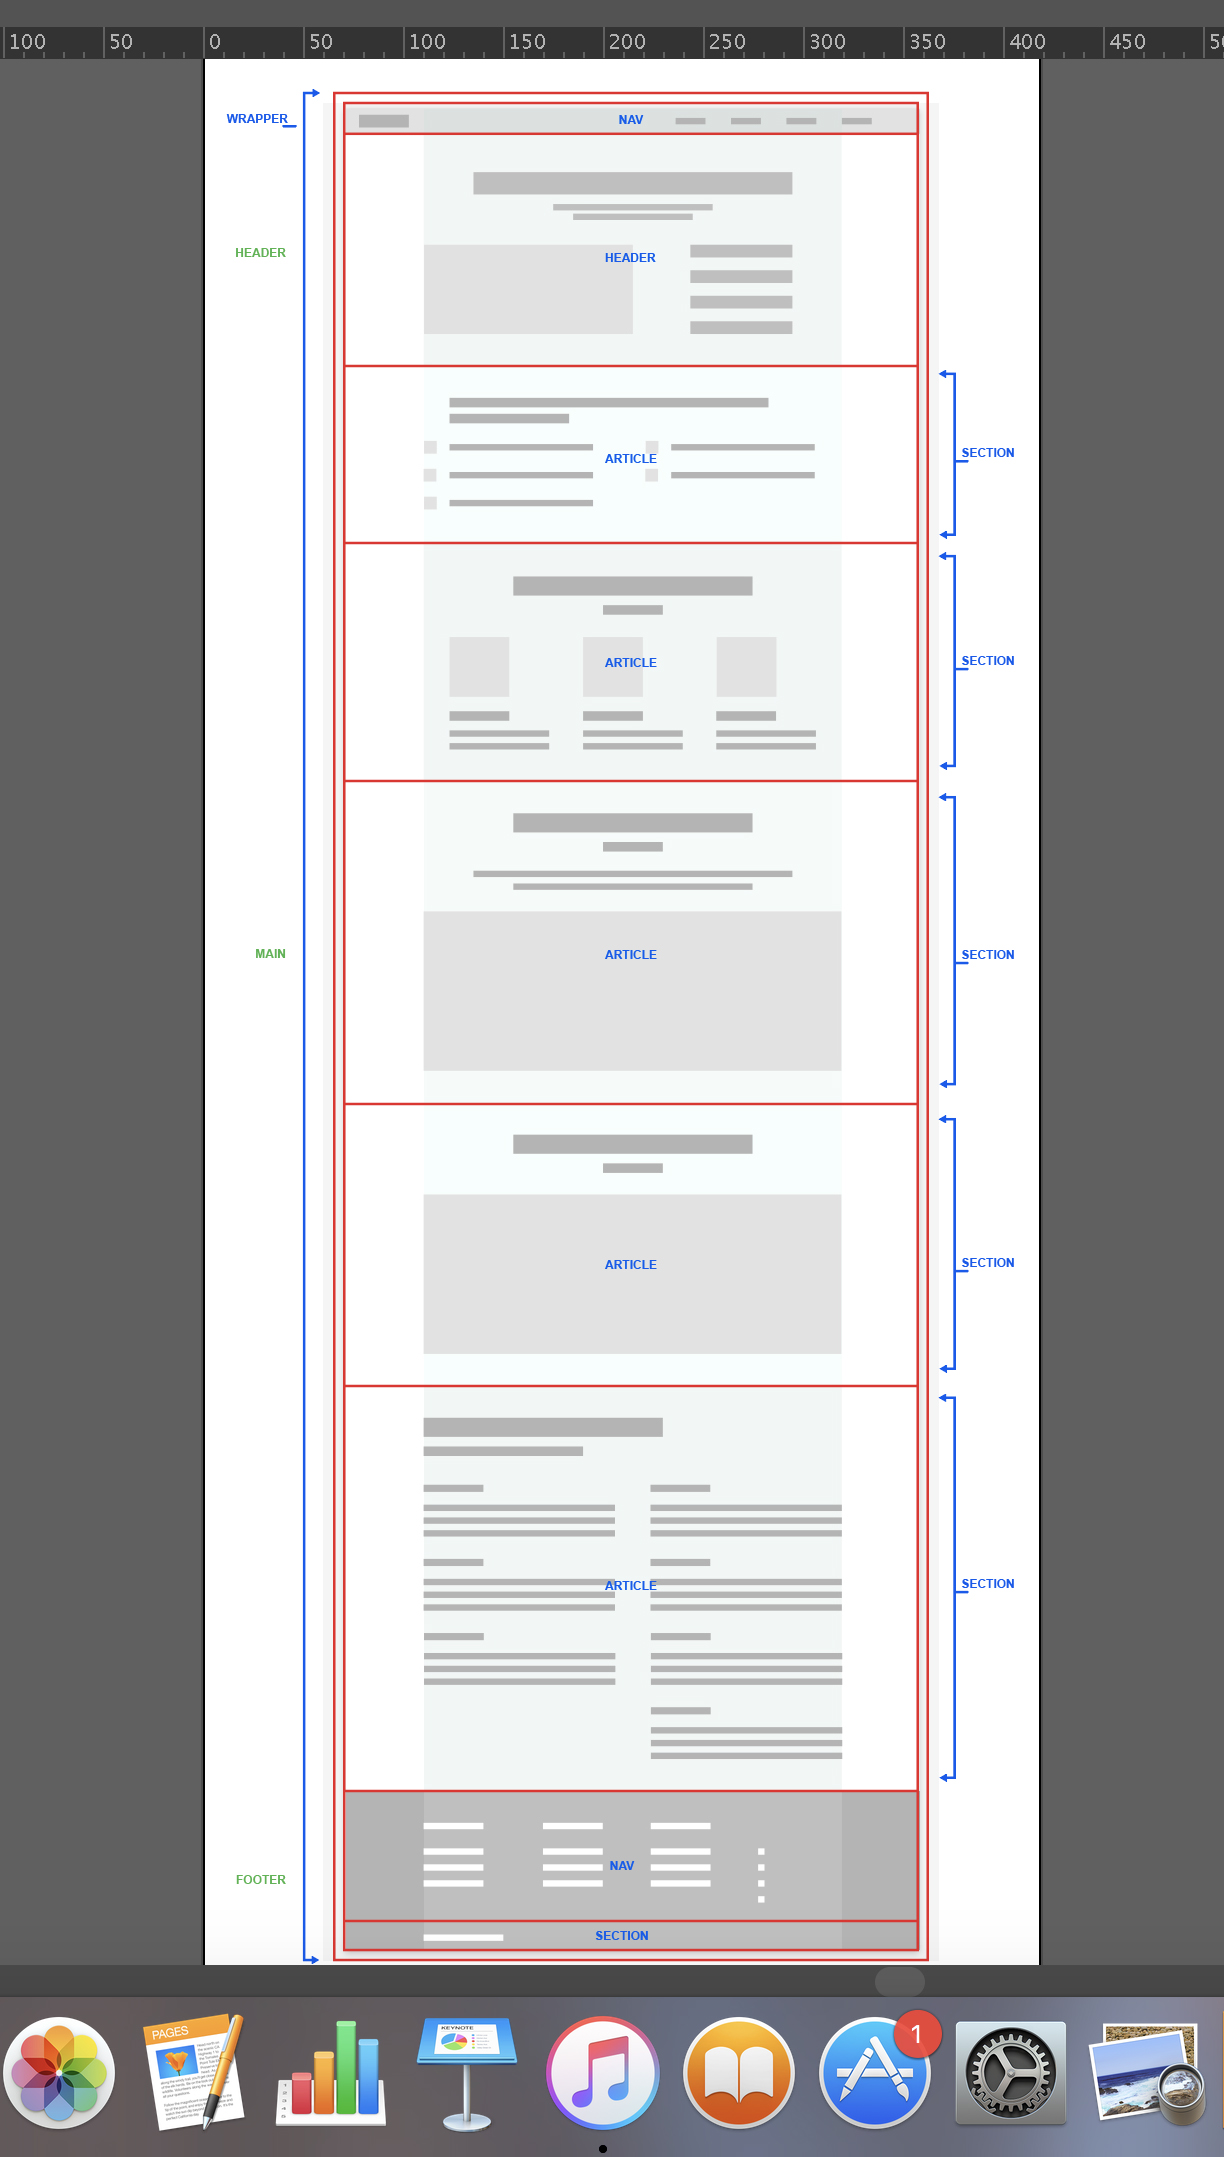 100 50 0 50 100 150 200 250 300 350 400 450
WRAPPER
NAV
HEADER
HEADER
ARTICLE
SECTION
ARTICLE
SECTION
MAIN
ARTICLE
SECTION
ARTICLE
SECTION
ARTICLE
SECTION
FOOTER
NAV
SECTION
PAGES
KEYNOTE
1